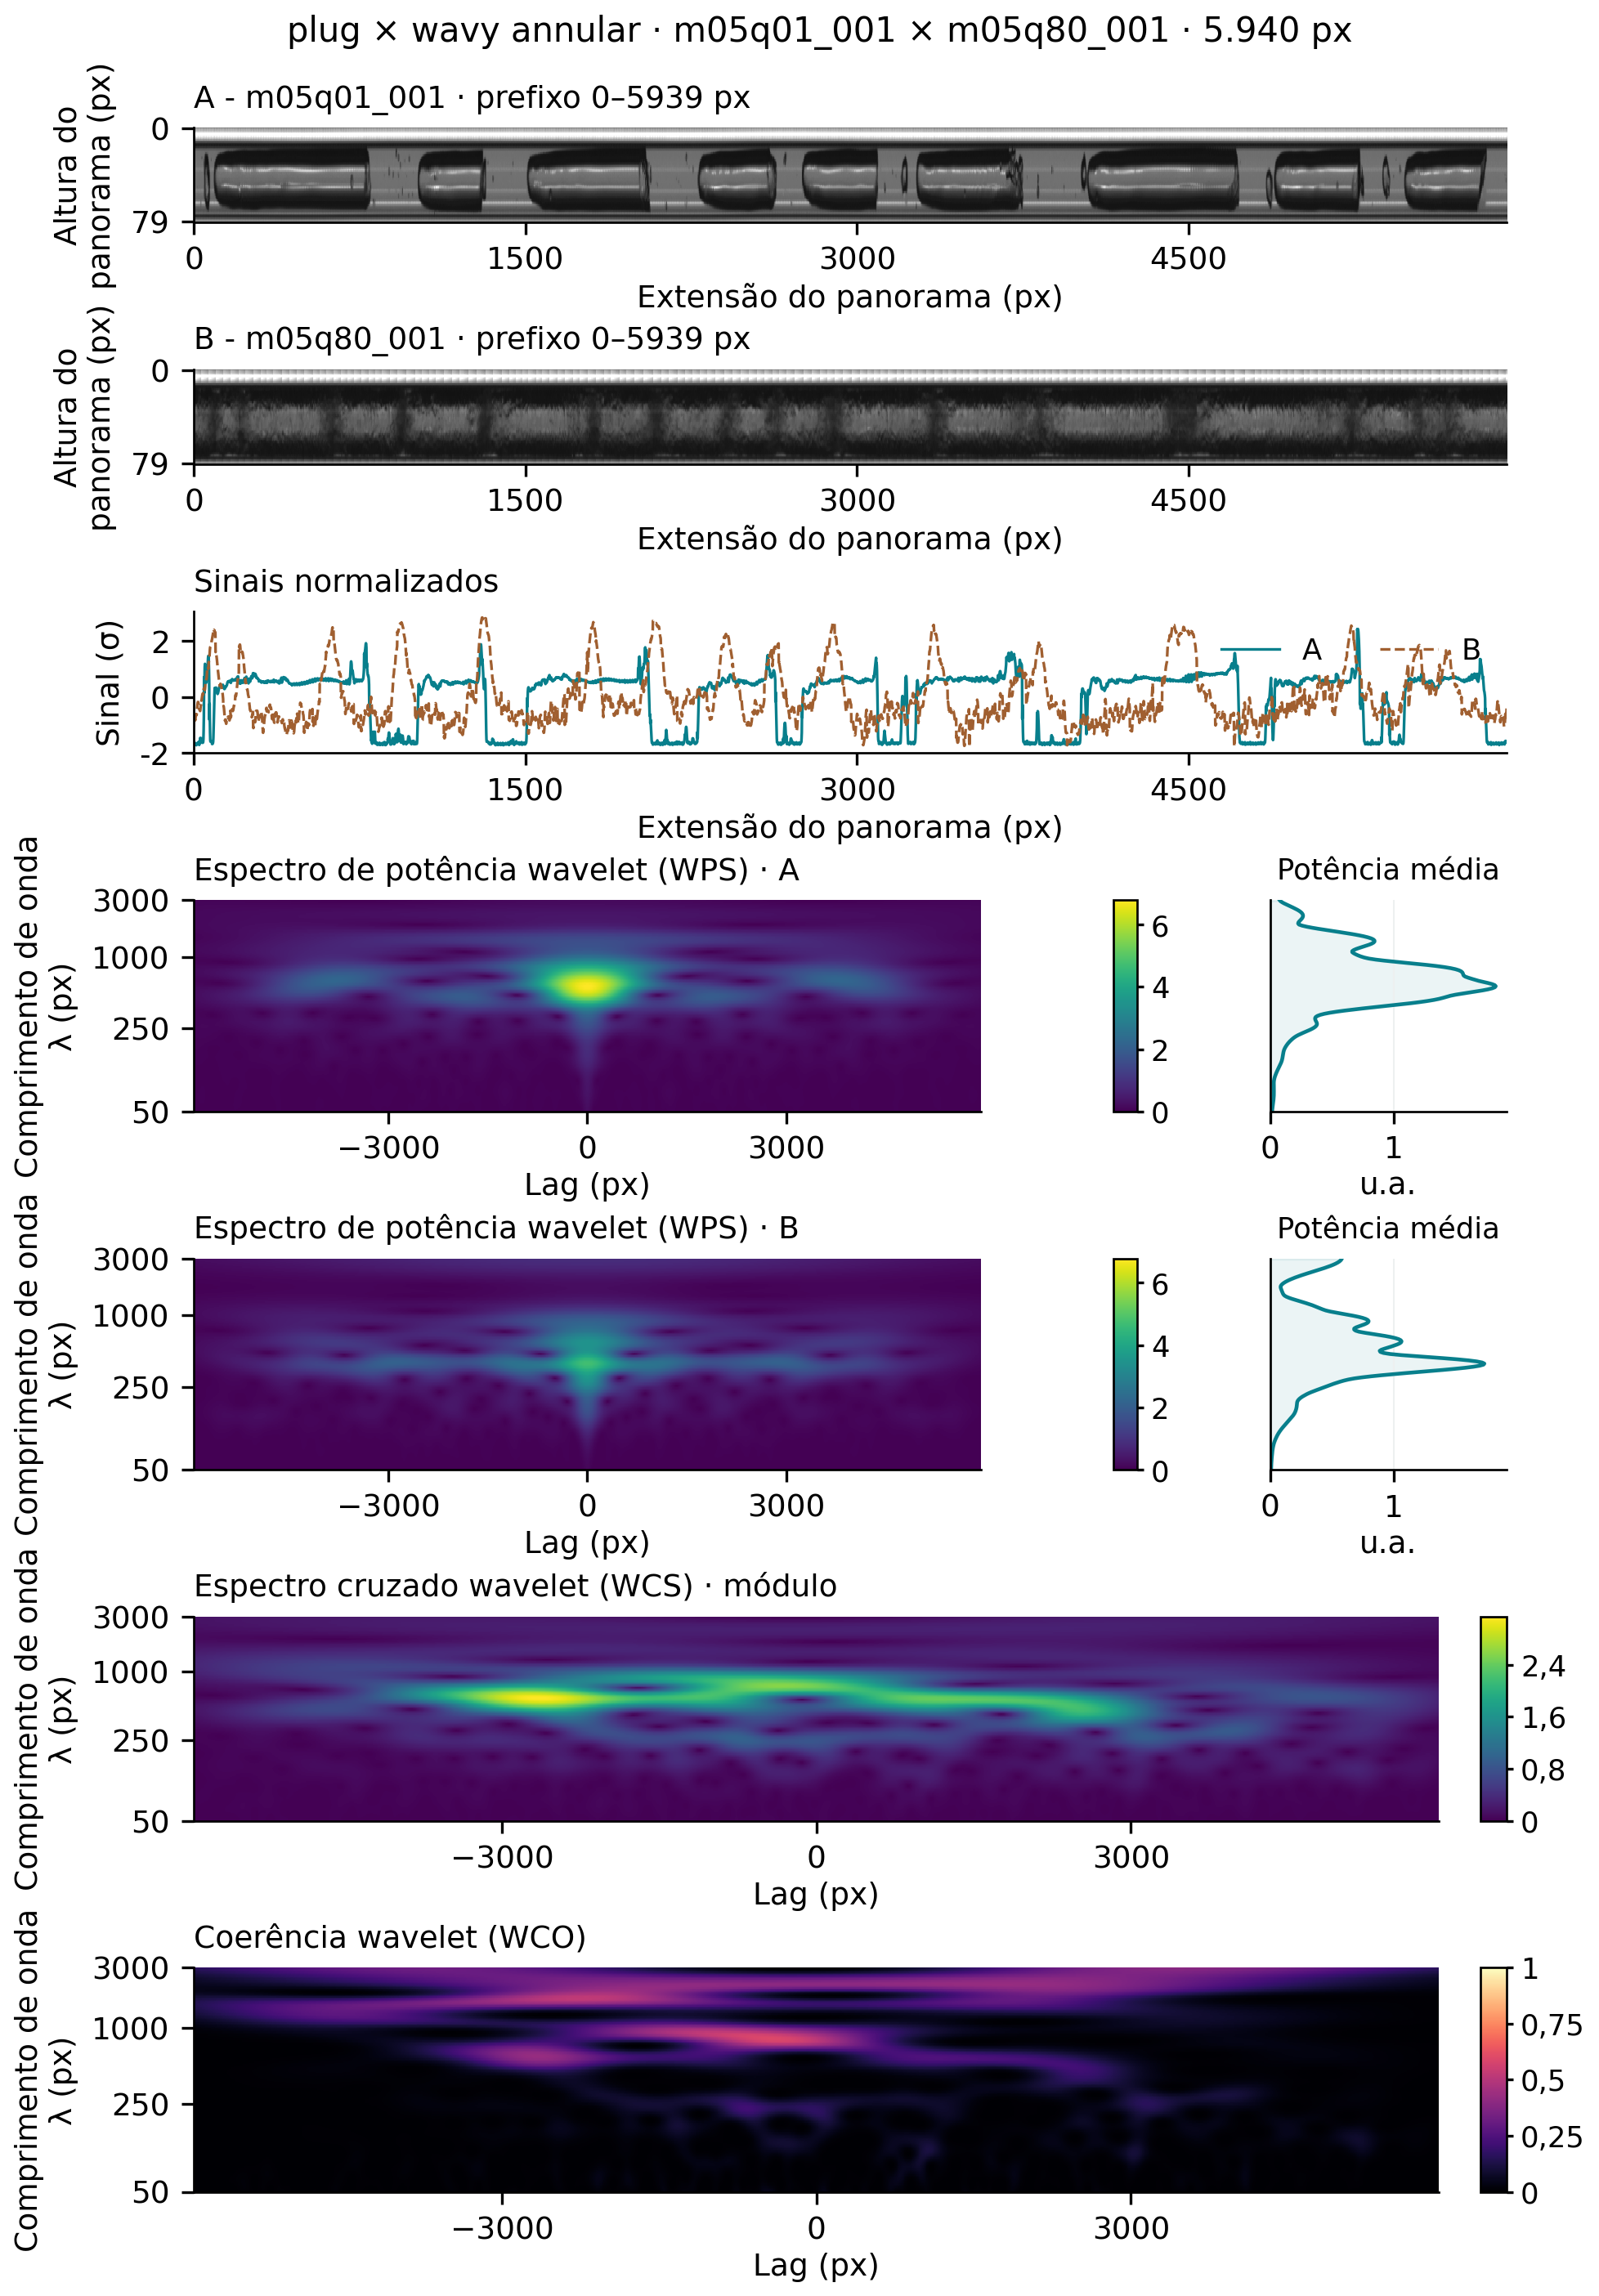 plug × wavy annular · m05q01_001 × m05q80_001 · 5.940 px
A - m05q01_001 · prefixo 0–5939 px
Altura do
panorama (px)
0
79
0
1500
3000
4500
Extensão do panorama (px)
B - m05q80_001 · prefixo 0–5939 px
Altura do
panorama (px)
0
79
0
1500
3000
4500
Extensão do panorama (px)
Sinais normalizados
Sinal (σ)
2
0
-2
A
B
0
1500
3000
4500
Extensão do panorama (px)
Espectro de potência wavelet (WPS) · A
Comprimento de onda
λ (px)
3000
1000
250
50
−3000
0
3000
Lag (px)
6
4
2
0
Potência média
0
1
u.a.
Espectro de potência wavelet (WPS) · B
Comprimento de onda
λ (px)
3000
1000
250
50
−3000
0
3000
Lag (px)
6
4
2
0
Potência média
0
1
u.a.
Espectro cruzado wavelet (WCS) · módulo
Comprimento de onda
λ (px)
3000
1000
250
50
−3000
0
3000
Lag (px)
2,4
1,6
0,8
0
Coerência wavelet (WCO)
Comprimento de onda
λ (px)
3000
1000
250
50
−3000
0
3000
Lag (px)
1
0,75
0,5
0,25
0